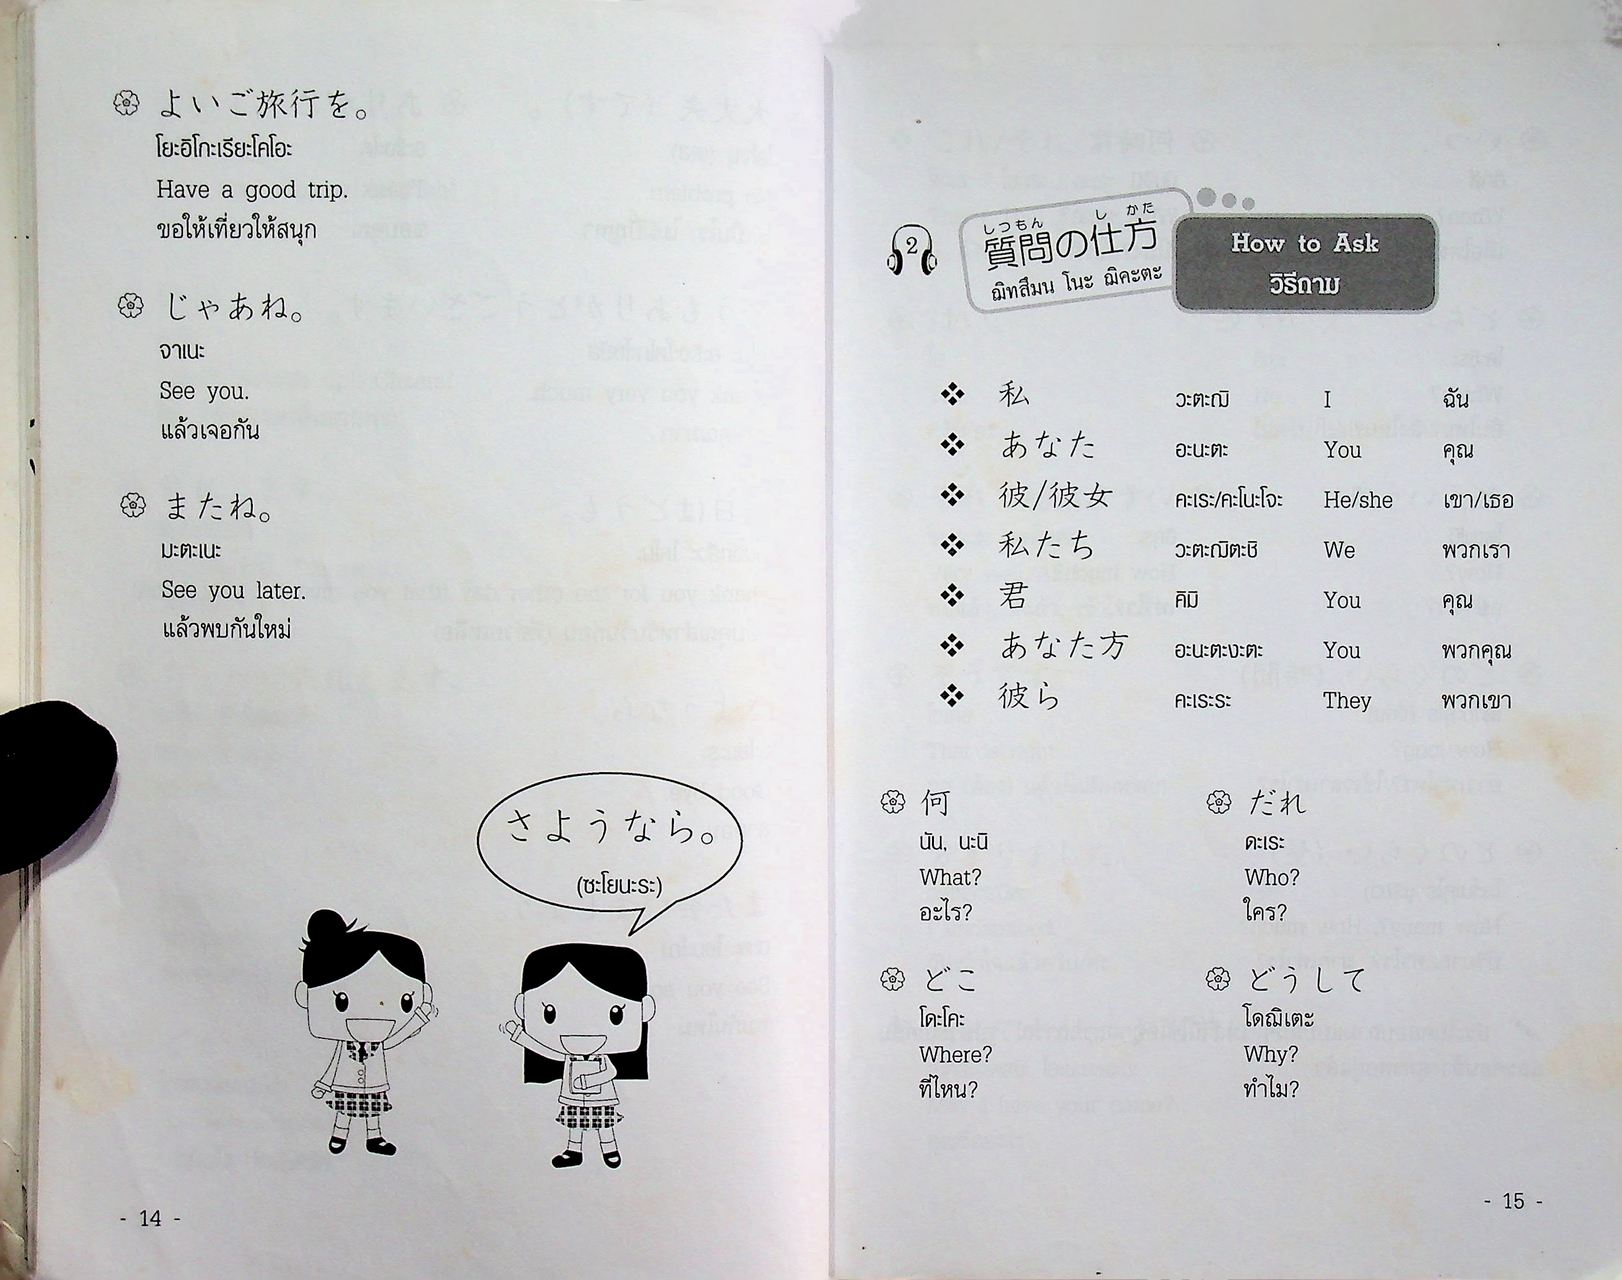 よいご旅行を。
โยะอิโกะเรียะโคโอะ
Have a good trip.
ขอให้เที่ยวให้สนุก
じゃあね。
จาเนะ
See you.
แล้วเจอกัน
またね。
มะตะเนะ
See you later.
แล้วพบกันใหม่
さようなら。
(ซะโยนะระ)
- 14 -
2
しつもん し かた
質問の仕方
ฌิทสึมน โนะ ฌิคะตะ
How to Ask
วิธีถาม
私 วะตะฌิ I ฉัน
あなた อะนะตะ You คุณ
彼/彼女 คะเระ/คะโนะโจะ He/she เขา/เธอ
私たち วะตะฌิตะชิ We พวกเรา
君 คิมิ You คุณ
あなた方 อะนะตะงะตะ You พวกคุณ
彼ら คะเระระ They พวกเขา
何
นัน, นะนิ
What?
อะไร?
だれ
ดะเระ
Who?
ใคร?
どこ
โดะโคะ
Where?
ที่ไหน?
どうして
โดฌิเตะ
Why?
ทำไม?
- 15 -